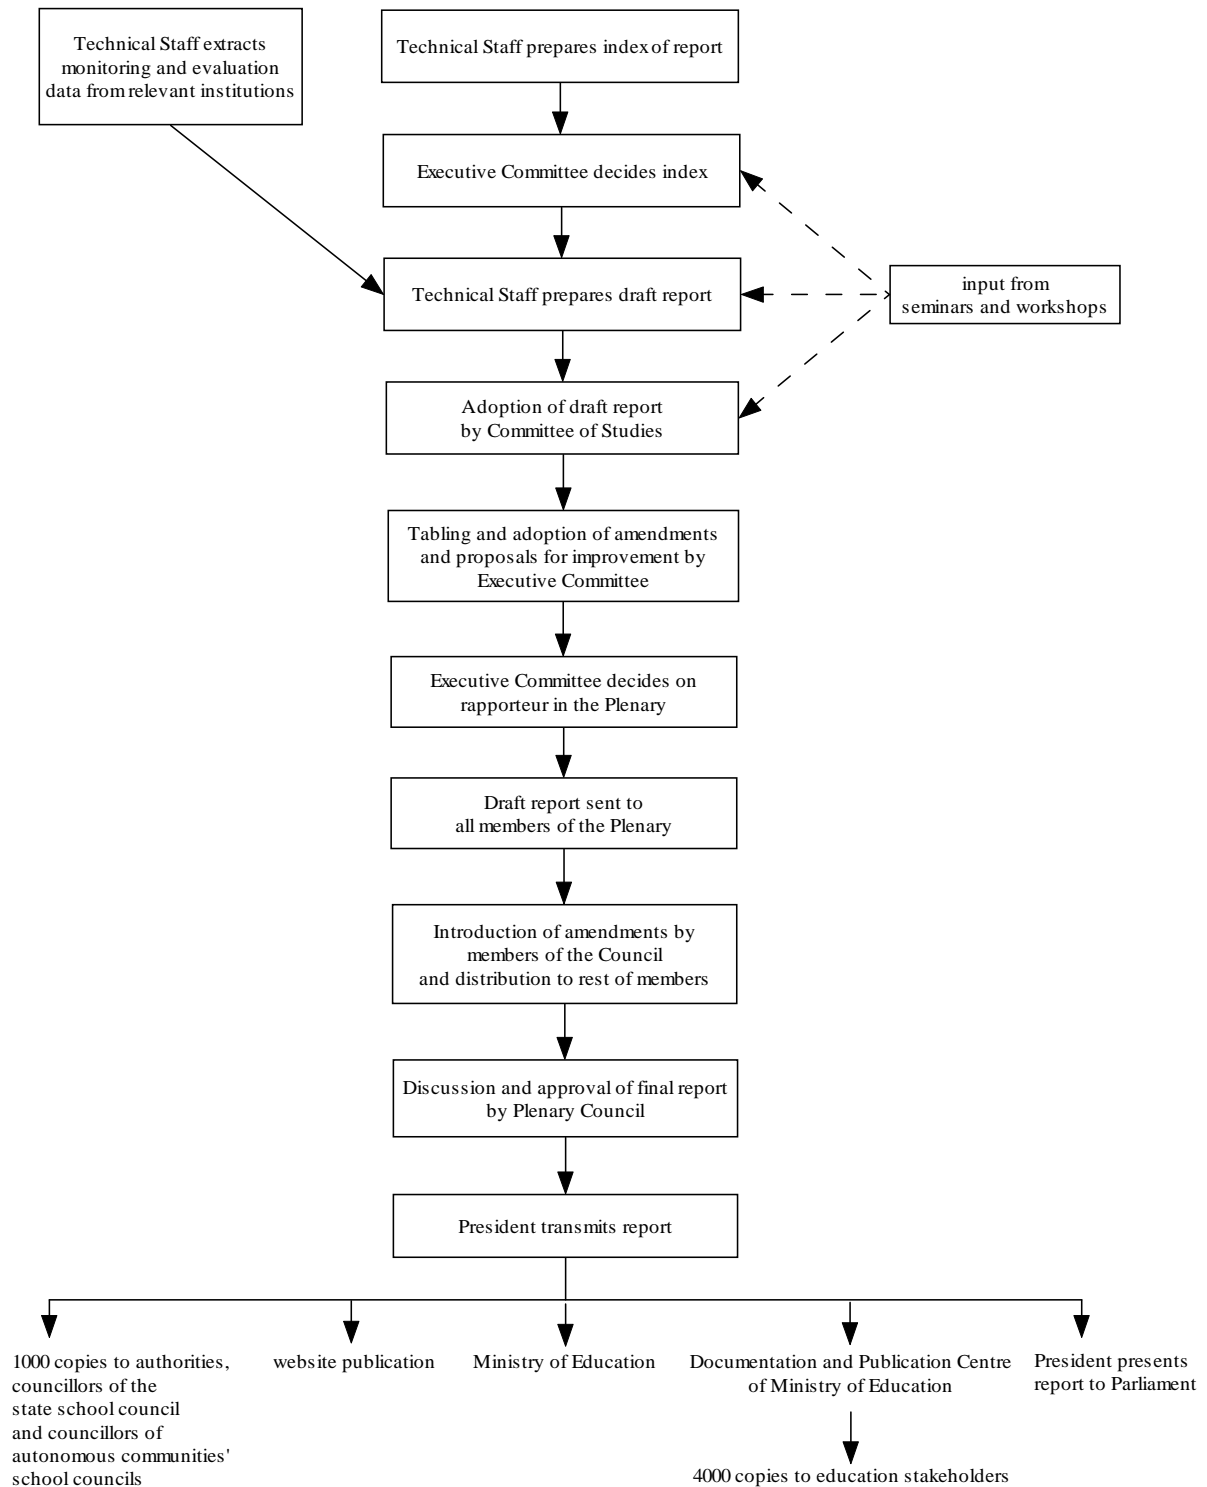 Technical Staff extracts
monitoring and evaluation
data from relevant institutions
Technical Staff prepares index of report
Executive Committee decides index
Technical Staff prepares draft report
input from
seminars and workshops
Adoption of draft report
by Committee of Studies
Tabling and adoption of amendments
and proposals for improvement by
Executive Committee
Executive Committee decides on
rapporteur in the Plenary
Draft report sent to
all members of the Plenary
Introduction of amendments by
members of the Council
and distribution to rest of members
Discussion and approval of final report
by Plenary Council
President transmits report
1000 copies to authorities,
councillors of the
state school council
and councillors of
autonomous communities'
school councils
website publication
Ministry of Education
Documentation and Publication Centre
of Ministry of Education
4000 copies to education stakeholders
President presents
report to Parliament